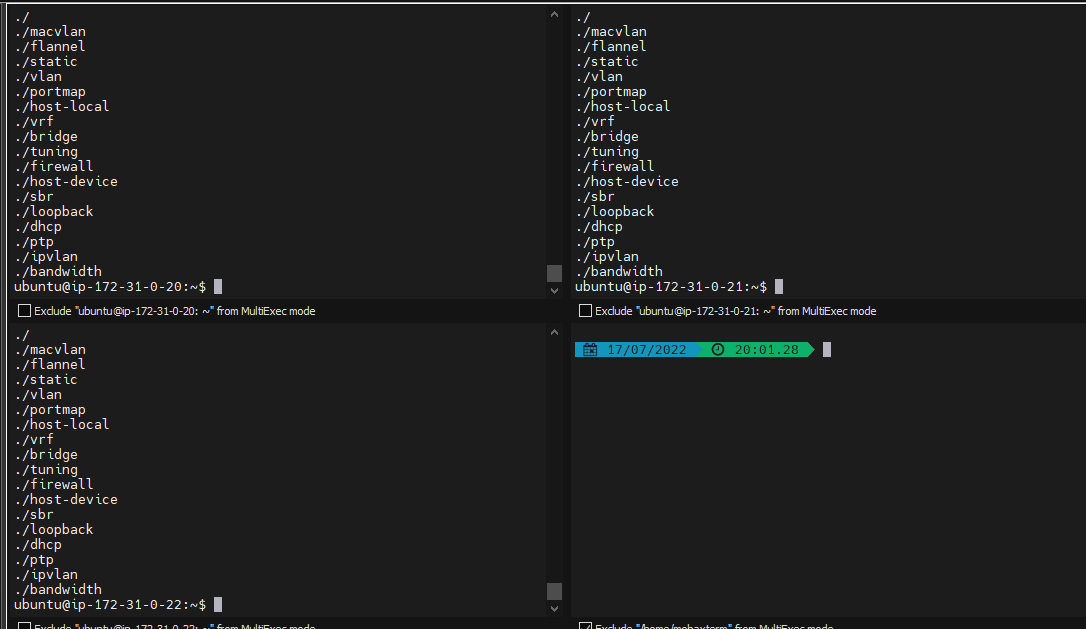 ./
./macvlan
./flannel
./static
./vlan
./portmap
./host-local
./vrf
./bridge
./tuning
./firewall
./host-device
./sbr
./loopback
./dhcp
./ptp
./ipvlan
./bandwidth
ubuntu@ip-172-31-0-20:~$
Exclude "ubuntu@ip-172-31-0-20: ~" from MultiExec mode
./
./macvlan
./flannel
./static
./vlan
./portmap
./host-local
./vrf
./bridge
./tuning
./firewall
./host-device
./sbr
./loopback
./dhcp
./ptp
./ipvlan
./bandwidth
ubuntu@ip-172-31-0-21:~$
Exclude "ubuntu@ip-172-31-0-21: ~" from MultiExec mode
./
./macvlan
./flannel
./static
./vlan
./portmap
./host-local
./vrf
./bridge
./tuning
./firewall
./host-device
./sbr
./loopback
./dhcp
./ptp
./ipvlan
./bandwidth
ubuntu@ip-172-31-0-22:~$
Exclude "ubuntu@ip-172-31-0-22: ~" from MultiExec mode
17/07/2022 20:01.28
Exclude "/home/mobaxterm" from MultiExec mode